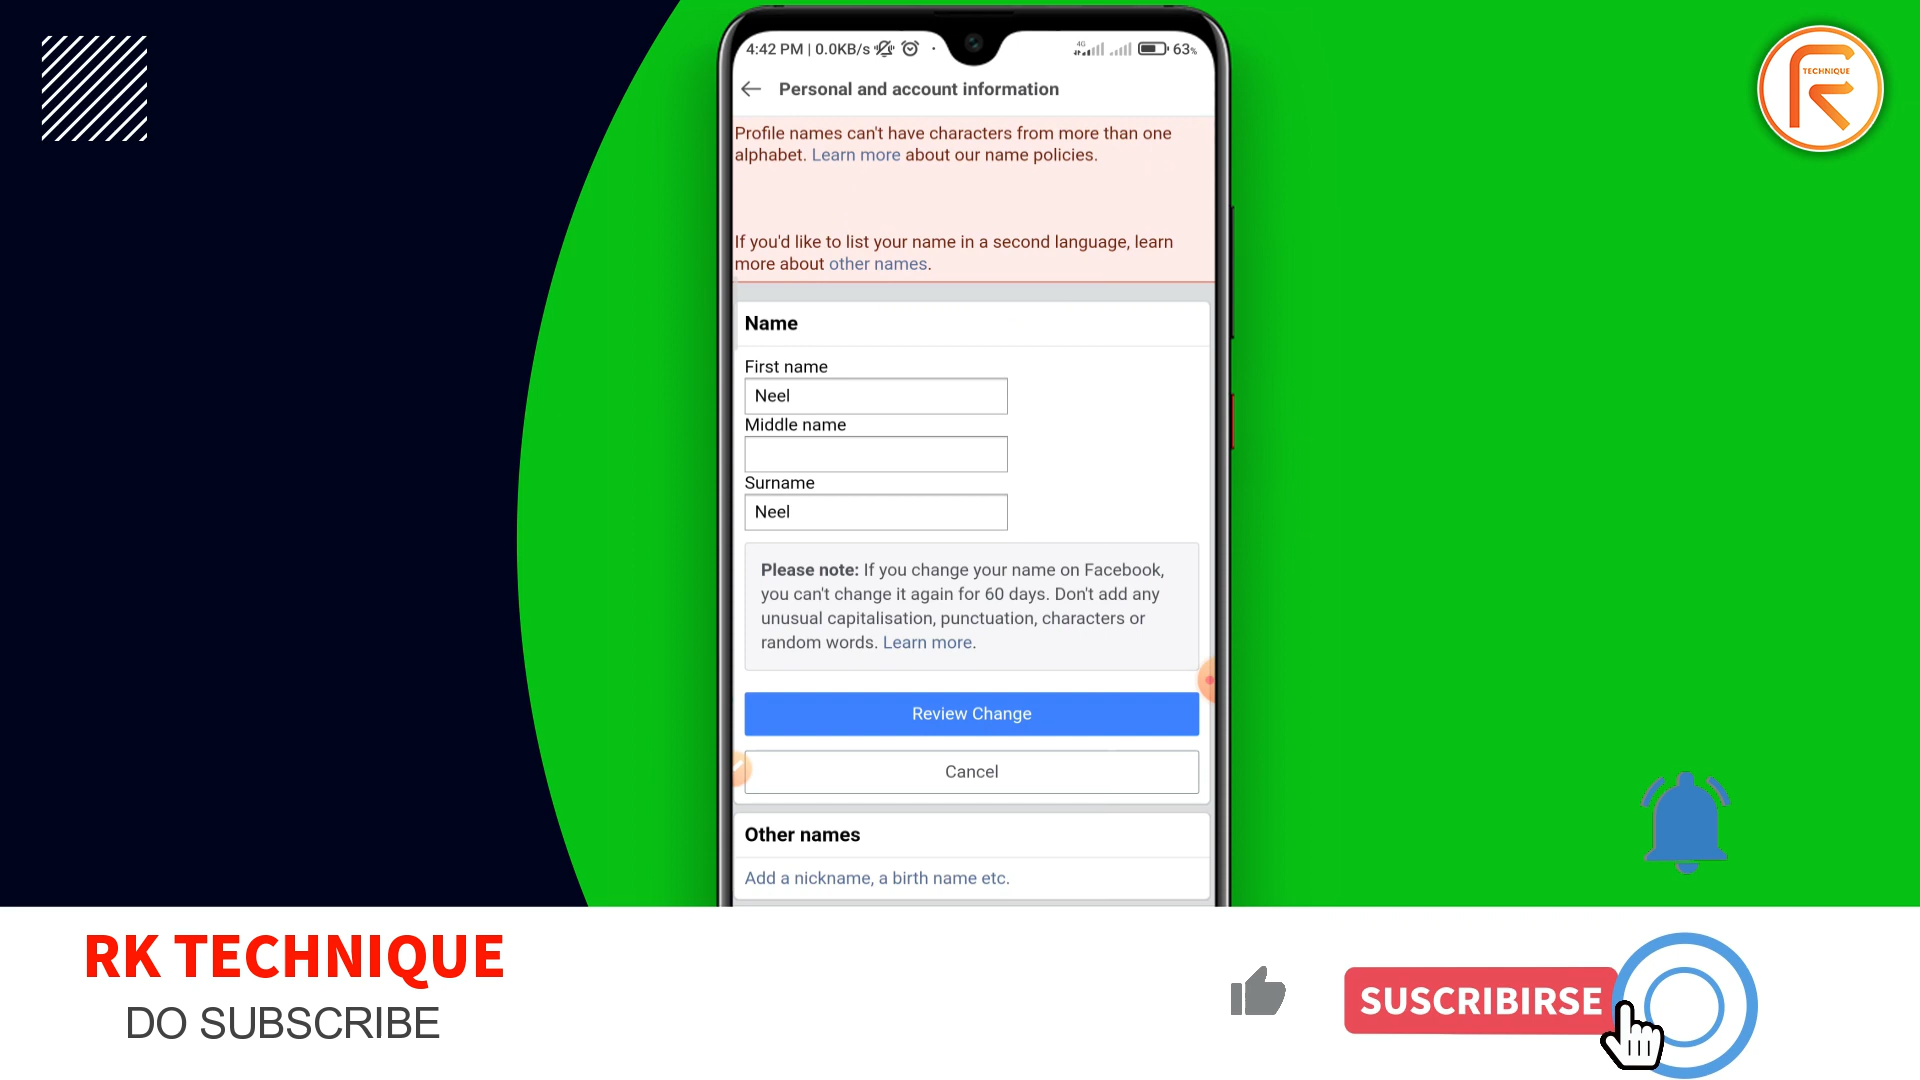 TECHNIQUE
4:42 PM | 0.0KB/s
4G
63%
Personal and account information
Profile names can't have characters from more than one
alphabet. Learn more about our name policies.
If you'd like to list your name in a second language, learn
more about other names.
Name
First name
Neel
Middle name
Surname
Neel
Please note: If you change your name on Facebook,
you can't change it again for 60 days. Don't add any
unusual capitalisation, punctuation, characters or
random words. Learn more.
Review Change
Cancel
Other names
Add a nickname, a birth name etc.
RK TECHNIQUE
DO SUBSCRIBE
SUSCRIBIRSE